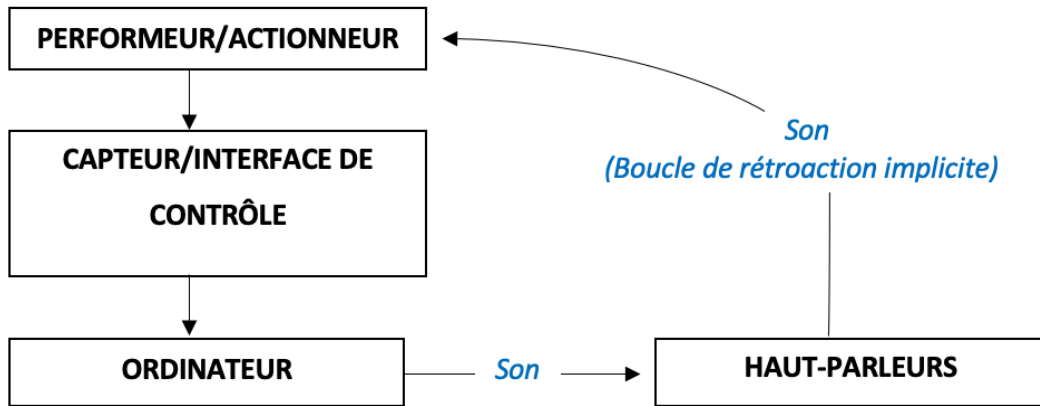 PERFORMEUR/ACTIONNEUR
Son
(Boucle de rétroaction implicite)
CAPTEUR/INTERFACE DE
CONTRÔLE
ORDINATEUR
Son
HAUT-PARLEURS